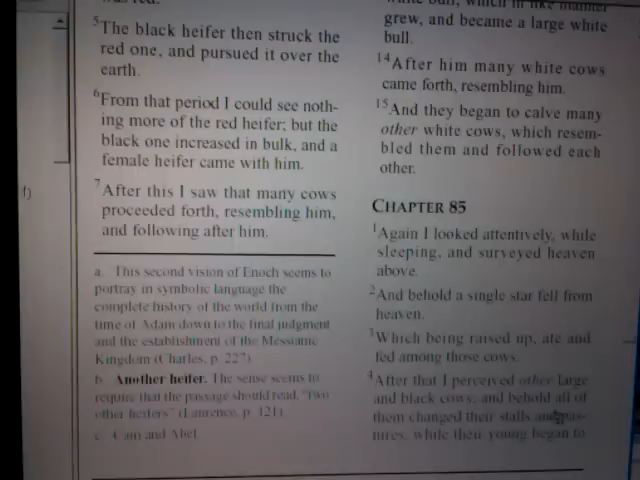 was red.
5The black heifer then struck the
red one, and pursued it over the
earth.
6From that period I could see noth-
ing more of the red heifer; but the
black one increased in bulk, and a
female heifer came with him.
7After this I saw that many cows
proceeded forth, resembling him,
and following after him.
a. This second vision of Enoch seems to
portray in symbolic language the
complete history of the world from the
time of Adam down to the final judgment
and the establishment of the Messianic
Kingdom (Charles, p. 227).
b. Another heifer. The sense seems to
require that the passage should read, "two
other heifers" (Laurence, p. 121).
c. Cain and Abel.
white bull, which in like manner
grew, and became a large white
bull.
14After him many white cows
came forth, resembling him.
15And they began to calve many
other white cows, which resem-
bled them and followed each
other.
CHAPTER 85
1Again I looked attentively, while
sleeping, and surveyed heaven
above.
2And behold a single star fell from
heaven.
3Which being raised up, ate and
fed among those cows.
4After that I perceived other large
and black cows; and behold all of
them changed their stalls and pas-
tures, while their young began to
f)